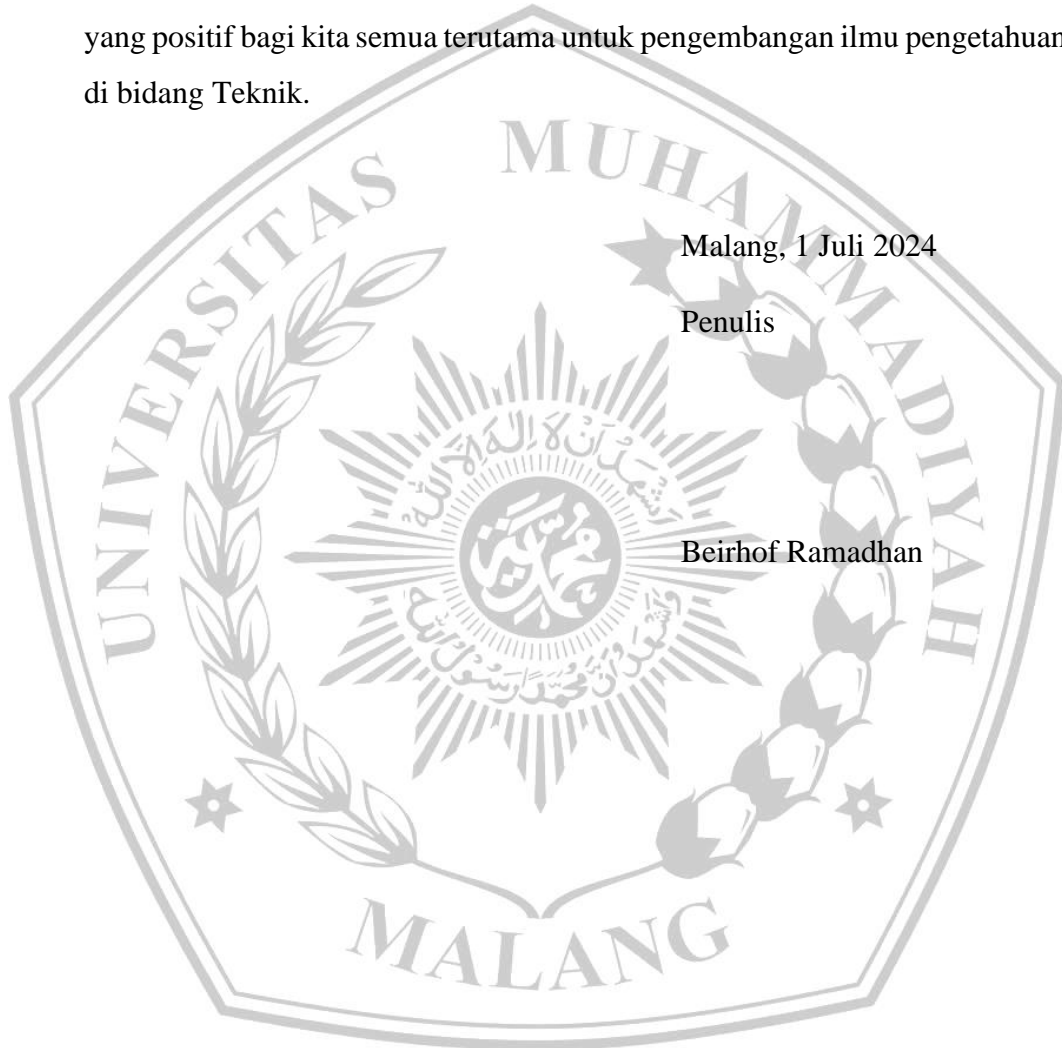 yang positif bagi kita semua terutama untuk pengembangan ilmu pengetahuan
di bidang Teknik.
UNIVERSITAS MUHAMMADIYAH
Malang, 1 Juli 2024
Penulis
Beirhof Ramadhan
MALANG